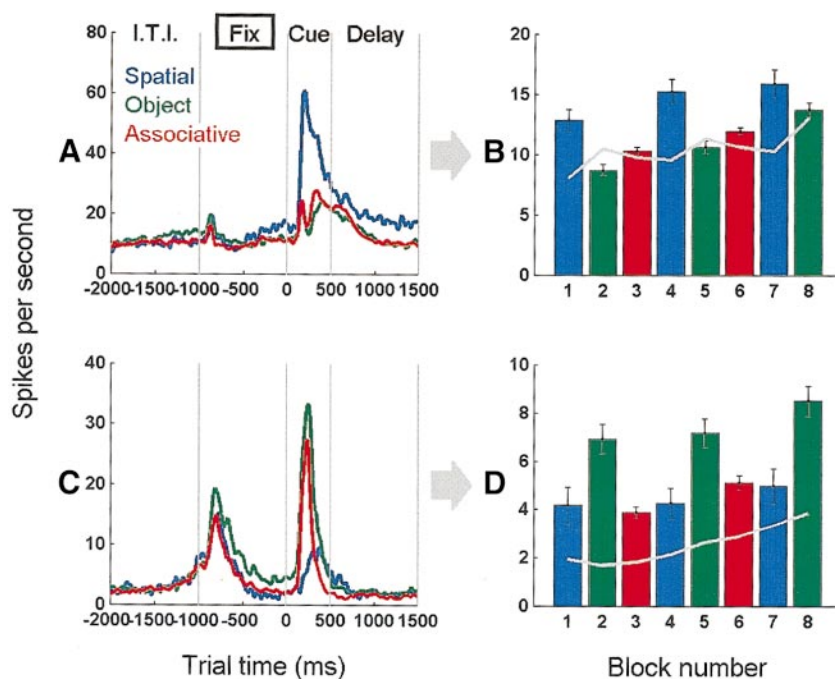 I.T.I. Fix Cue Delay
Spatial
Object
Associative
A
80
60
40
20
0
-2000 -1500 -1000 -500 0 500 1000 1500
B
20
15
10
5
0
1 2 3 4 5 6 7 8
Spikes per second
C
40
30
20
10
0
-2000 -1500 -1000 -500 0 500 1000 1500
D
10
8
6
4
2
0
1 2 3 4 5 6 7 8
Trial time (ms)
Block number